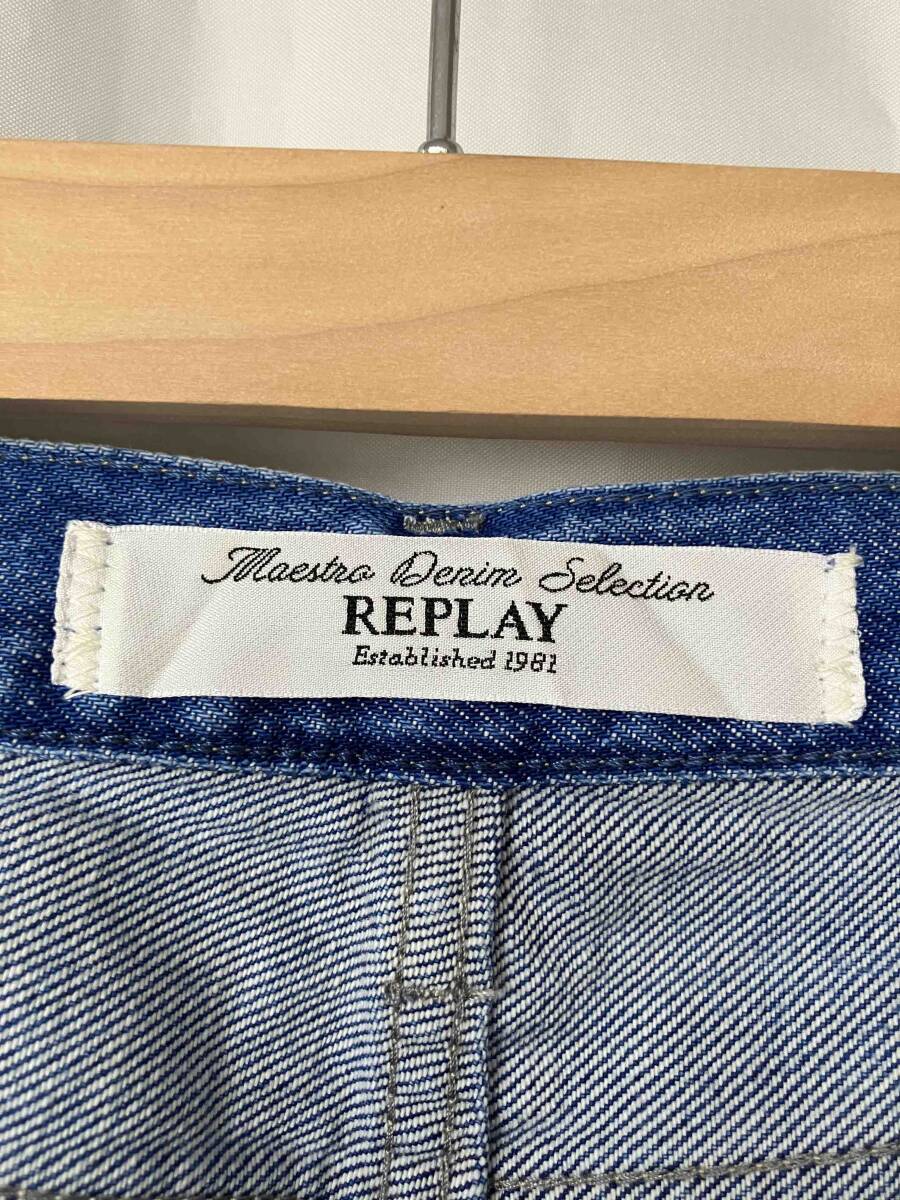 Maestro Denim Selection
REPLAY
Established 1981